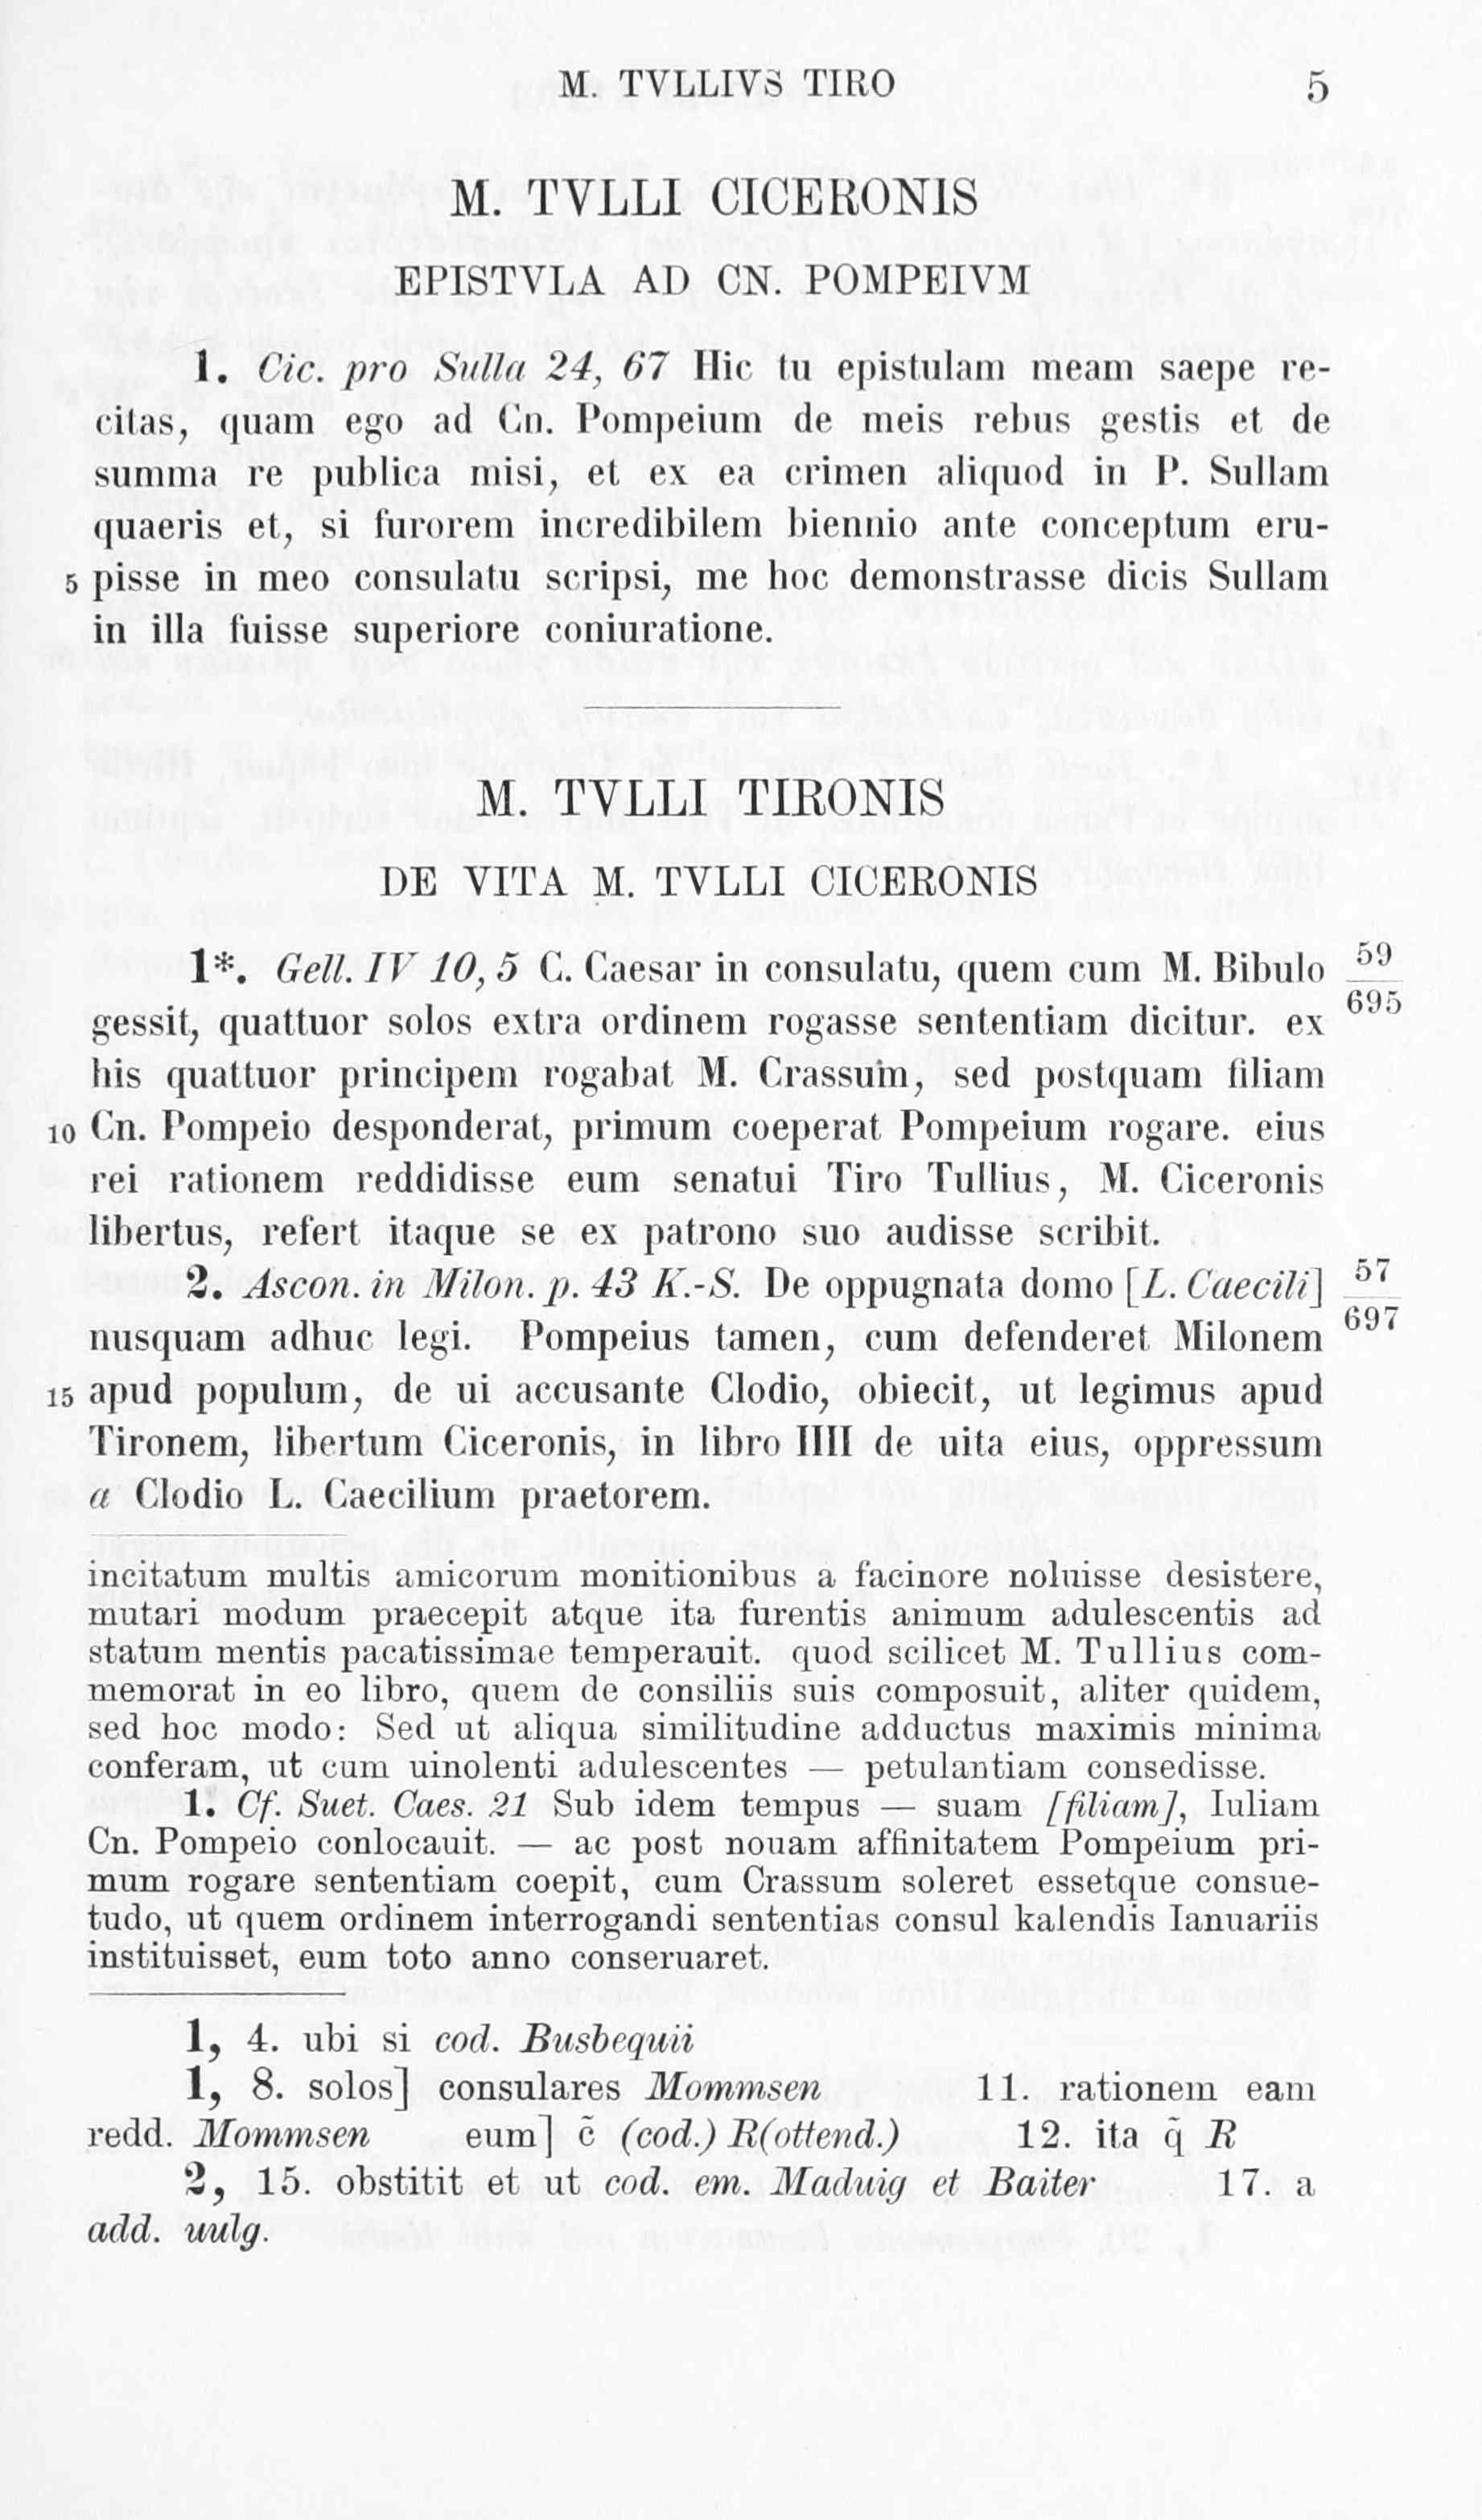 M. TVLLIVS TIRO 5
M. TVLLI CICERONIS
EPISTVLA AD CN. POMPEIVM
1. Cic. pro Sulla 24, 67 Hic tu epistulam meam saepe re-
citas, quam ego ad Cn. Pompeium de meis rebus gestis et de
summa re publica misi, et ex ea crimen aliquod in P. Sullam
quaeris et, si furorem incredibilem biennio ante conceptum eru-
5 pisse in meo consulatu scripsi, me hoc demonstrasse dicis Sullam
in illa fuisse superiore coniuratione.
M. TVLLI TIRONIS
DE VITA M. TVLLI CICERONIS
1*. Gell. IV 10, 5 C. Caesar in consulatu, quem cum M. Bibulo 59
695
gessit, quattuor solos extra ordinem rogasse sententiam dicitur. ex
his quattuor principem rogabat M. Crassum, sed postquam filiam
10 Cn. Pompeio desponderat, primum coeperat Pompeium rogare. eius
rei rationem reddidisse eum senatui Tiro Tullius, M. Ciceronis
libertus, refert itaque se ex patrono suo audisse scribit.
2. Ascon. in Milon. p. 43 K.-S. De oppugnata domo [L. Caecili] 57
697
nusquam adhuc legi. Pompeius tamen, cum defenderet Milonem
15 apud populum, de ui accusante Clodio, obiecit, ut legimus apud
Tironem, libertum Ciceronis, in libro IIII de uita eius, oppressum
a Clodio L. Caecilium praetorem.
incitatum multis amicorum monitionibus a facinore noluisse desistere,
mutari modum praecepit atque ita furentis animum adulescentis ad
statum mentis pacatissimae temperauit. quod scilicet M. Tullius com-
memorat in eo libro, quem de consiliis suis composuit, aliter quidem,
sed hoc modo: Sed ut aliqua similitudine adductus maximis minima
conferam, ut cum uinolenti adulescentes — petulantiam consedisse.
1. Cf. Suet. Caes. 21 Sub idem tempus — suam [filiam], Iuliam
Cn. Pompeio conlocauit. — ac post nouam affinitatem Pompeium pri-
mum rogare sententiam coepit, cum Crassum soleret essetque consue-
tudo, ut quem ordinem interrogandi sententias consul kalendis Ianuariis
instituisset, eum toto anno conseruaret.
1, 4. ubi si cod. Busbequii
1, 8. solos] consulares Mommsen 11. rationem eam
redd. Mommsen eum] c̃ (cod.) R(ottend.) 12. ita q̃ R
2, 15. obstitit et ut cod. em. Maduig et Baiter 17. a
add. uulg.